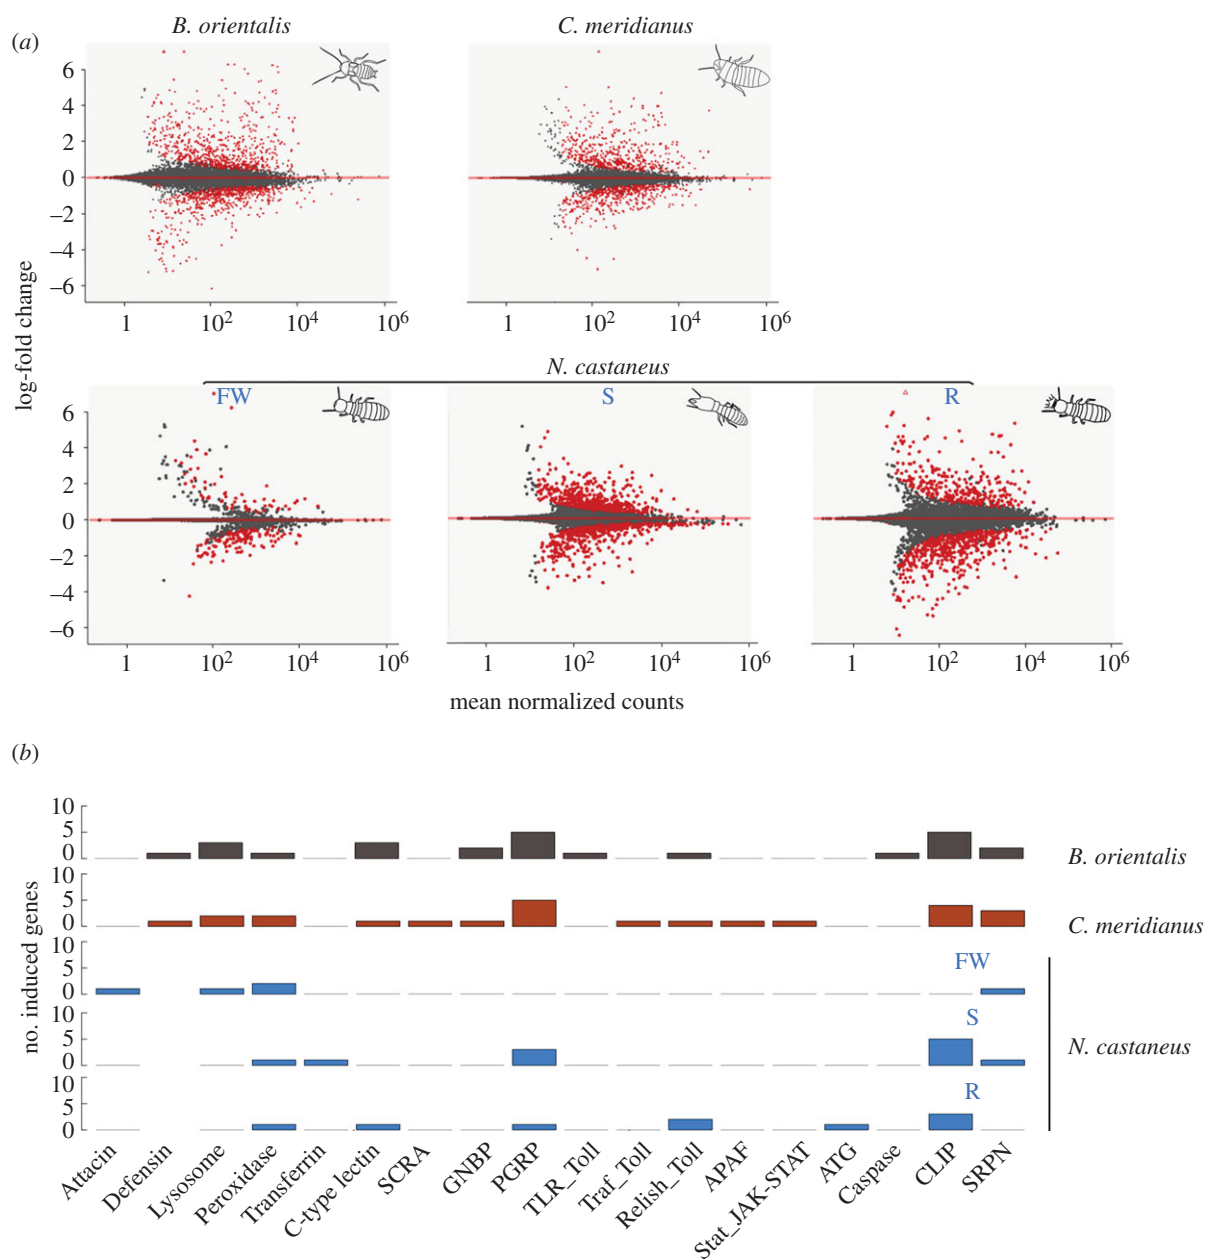 (a)
B. orientalis
C. meridianus
log-fold change
6
4
2
0
–2
–4
–6
1 10² 10⁴ 10⁶
1 10² 10⁴ 10⁶
N. castaneus
FW S R
6
4
2
0
–2
–4
–6
1 10² 10⁴ 10⁶
1 10² 10⁴ 10⁶
1 10² 10⁴ 10⁶
mean normalized counts
(b)
no. induced genes
10
5
0
B. orientalis
10
5
0
C. meridianus
10
5
0
FW
10
5
0
S
N. castaneus
10
5
0
R
Attacin
Defensin
Lysosome
Peroxidase
Transferrin
C-type lectin
SCRA
GNBP
PGRP
TLR_Toll
Traf_Toll
Relish_Toll
APAF
Stat_JAK-STAT
ATG
Caspase
CLIP
SRPN